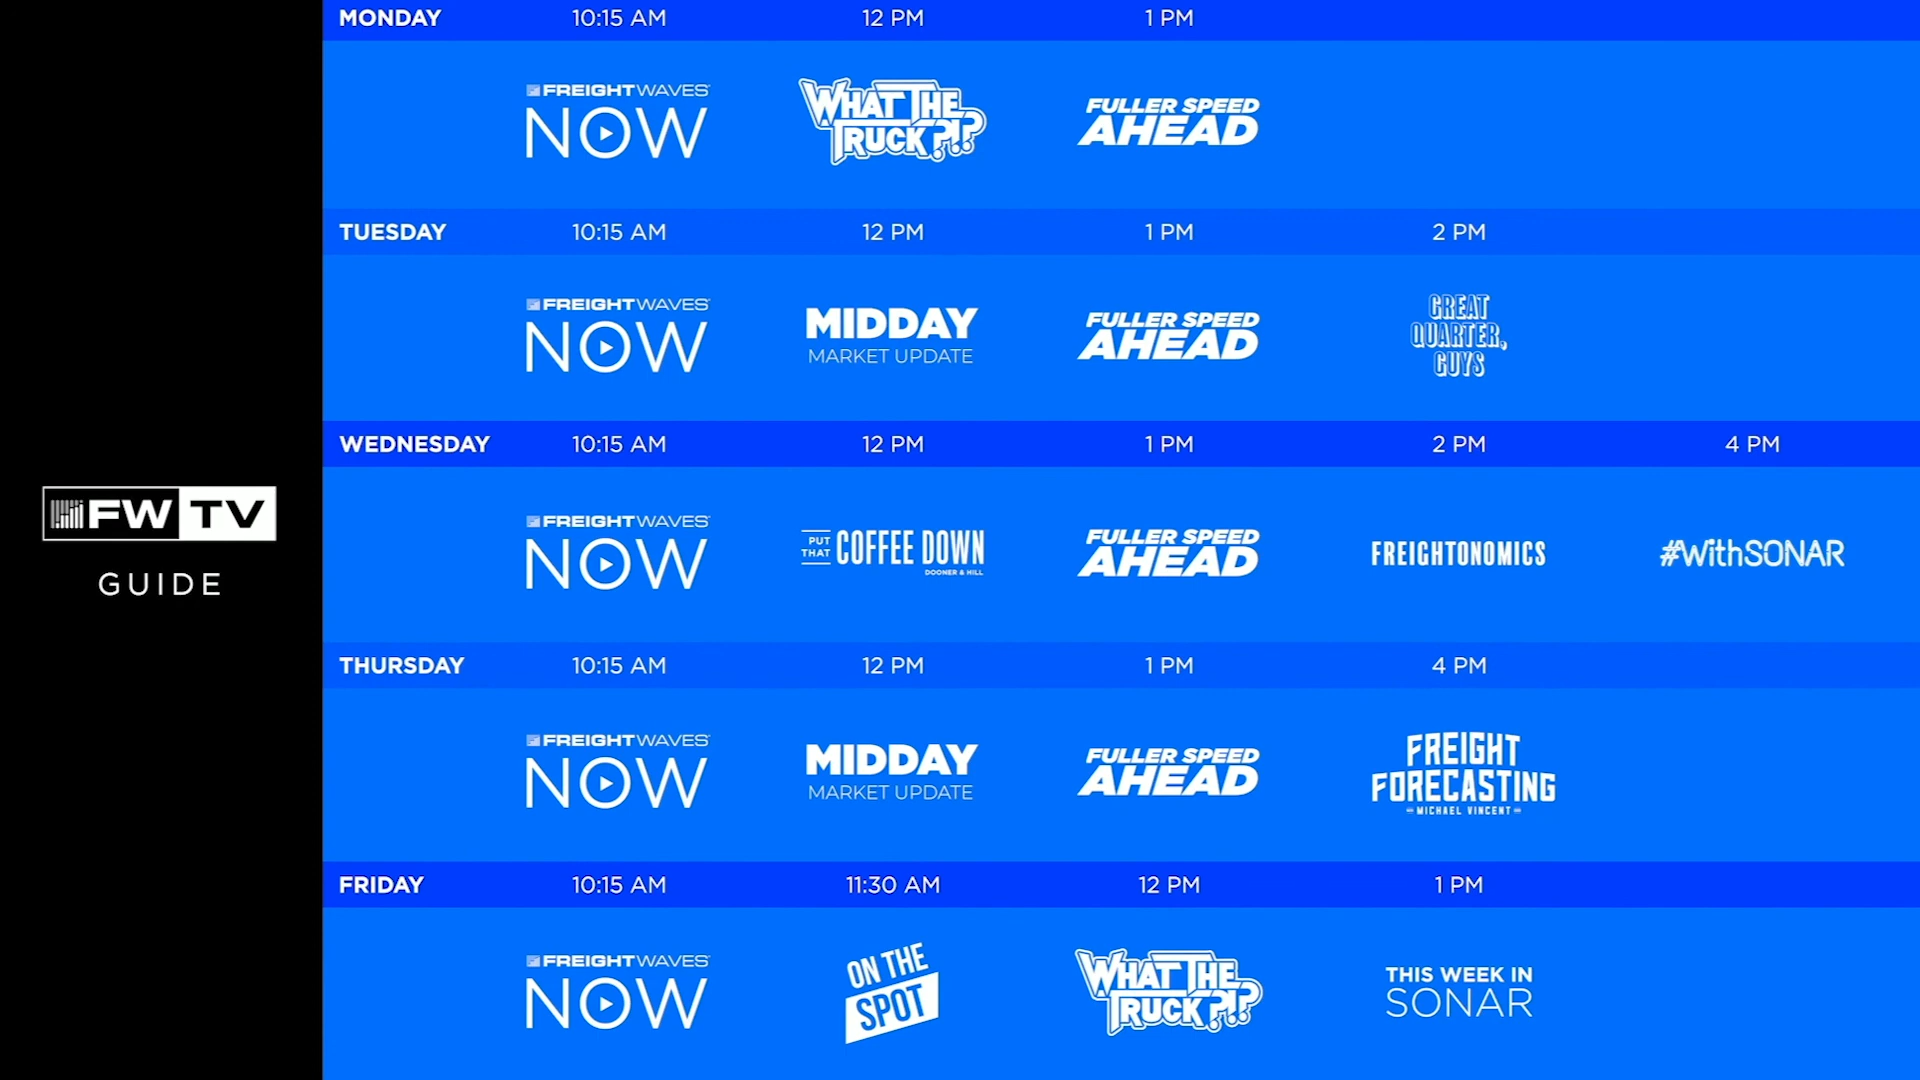 FW TV
GUIDE
MONDAY 10:15 AM 12 PM 1 PM
FREIGHTWAVES
NOW
WHAT THE
TRUCK?!?
FULLER SPEED
AHEAD
TUESDAY 10:15 AM 12 PM 1 PM 2 PM
FREIGHTWAVES
NOW
MIDDAY
MARKET UPDATE
FULLER SPEED
AHEAD
GREAT
QUARTER,
GUYS
WEDNESDAY 10:15 AM 12 PM 1 PM 2 PM 4 PM
FREIGHTWAVES
NOW
PUT THAT COFFEE DOWN
DOONER & HILL
FULLER SPEED
AHEAD
FREIGHTONOMICS
#WithSONAR
THURSDAY 10:15 AM 12 PM 1 PM 4 PM
FREIGHTWAVES
NOW
MIDDAY
MARKET UPDATE
FULLER SPEED
AHEAD
FREIGHT
FORECASTING
MICHAEL VINCENT
FRIDAY 10:15 AM 11:30 AM 12 PM 1 PM
FREIGHTWAVES
NOW
ON THE
SPOT
WHAT THE
TRUCK?!?
THIS WEEK IN
SONAR